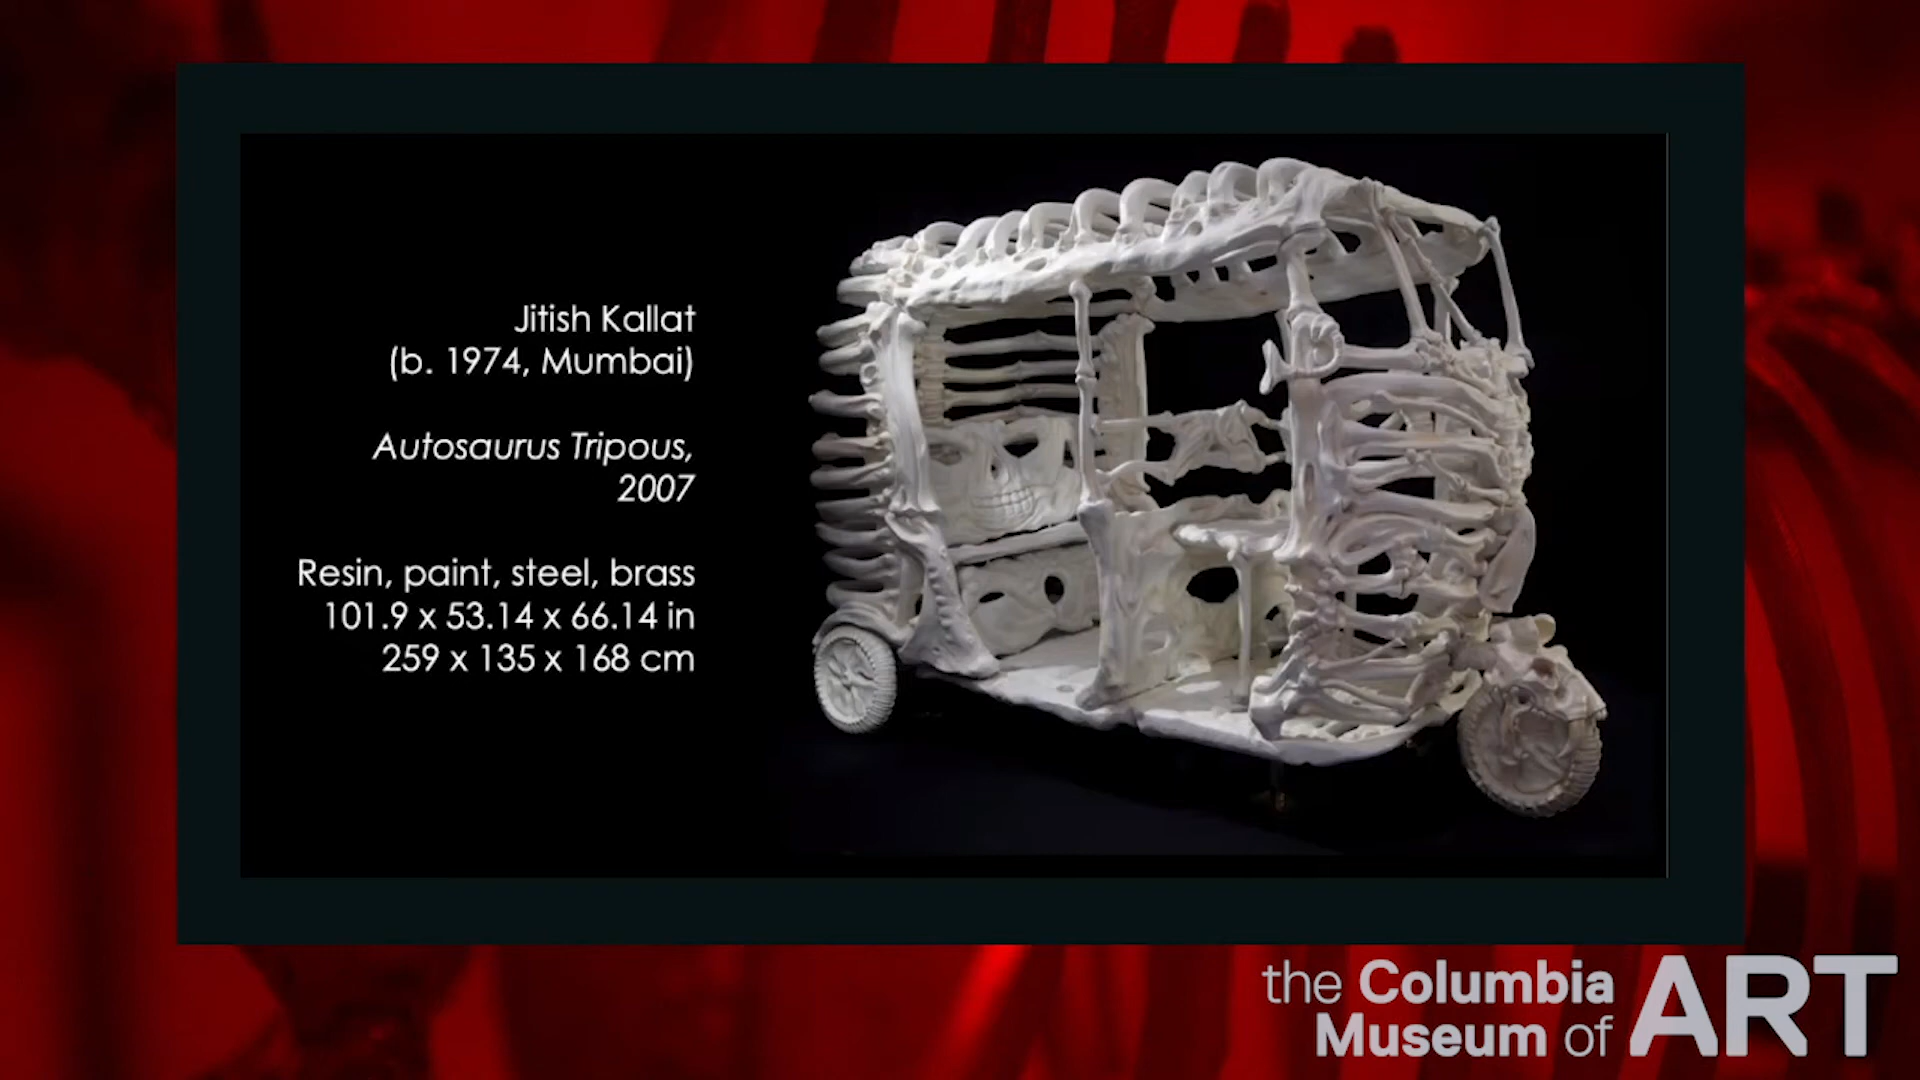 Jitish Kallat
(b. 1974, Mumbai)
Autosaurus Tripous,
2007
Resin, paint, steel, brass
101.9 x 53.14 x 66.14 in
259 x 135 x 168 cm
the Columbia
Museum of ART